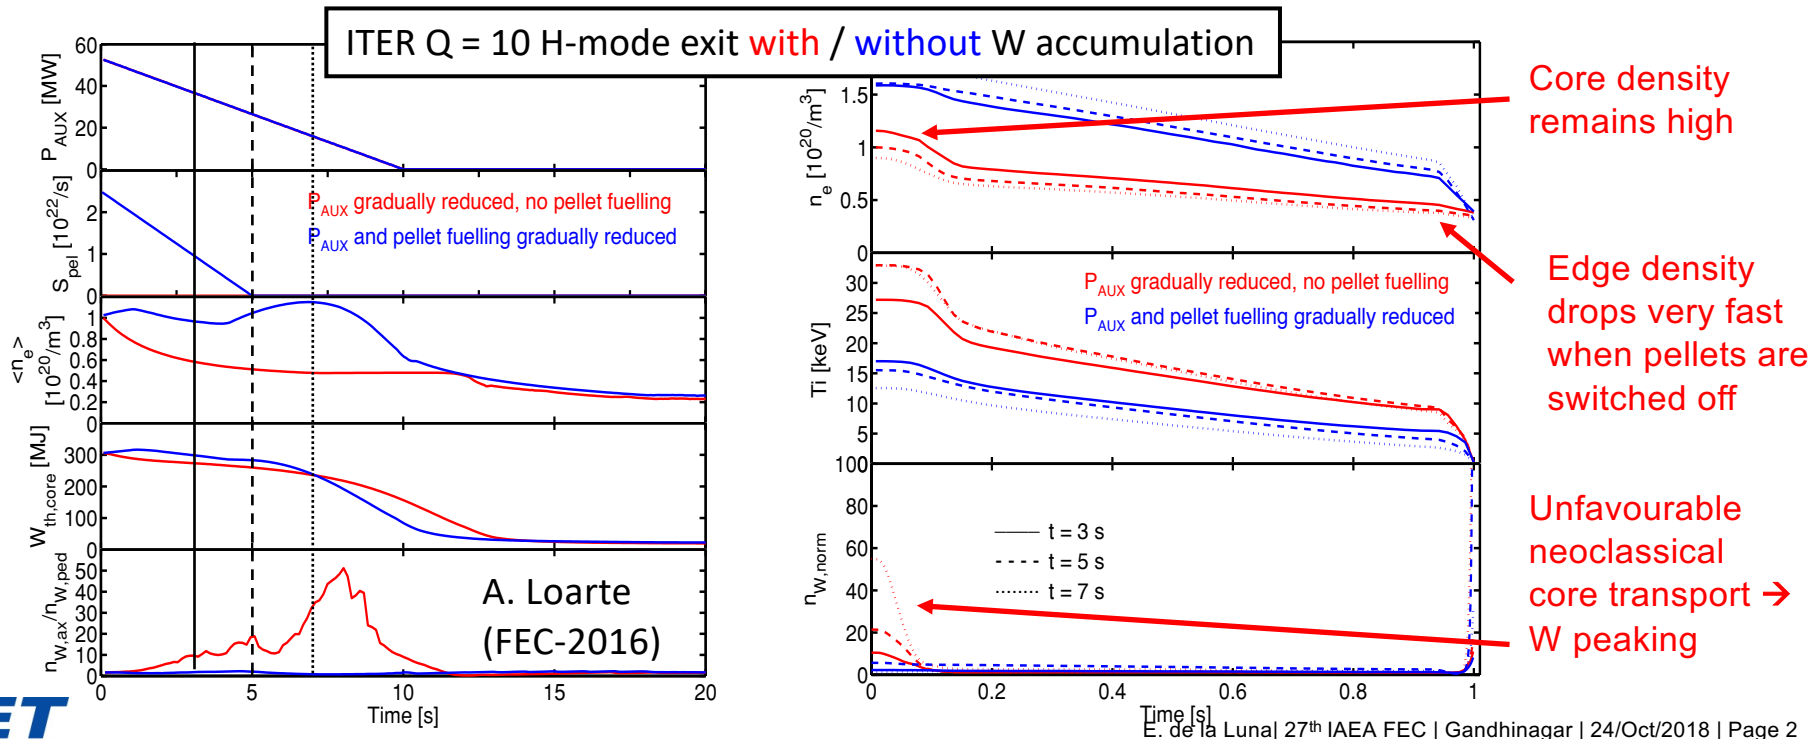 ITER Q = 10 H-mode exit with / without W accumulation
60
40
20
0
P_AUX [MW]
2
1
0
S_pel [10^22/s]
P_AUX gradually reduced, no pellet fuelling
P_AUX and pellet fuelling gradually reduced
1
0.8
0.6
0.4
0.2
0
<n_e>
[10^20/m^3]
300
200
100
0
W_th,core [MJ]
50
40
30
20
10
0
n_W,ax/n_W,ped
A. Loarte
(FEC-2016)
0 5 10 15 20
Time [s]
1.5
1
0.5
0
n_e [10^20/m^3]
30
25
20
15
10
5
Ti [keV]
P_AUX gradually reduced, no pellet fuelling
P_AUX and pellet fuelling gradually reduced
100
80
60
40
20
0
n_W,norm
t = 3 s
t = 5 s
t = 7 s
0 0.2 0.4 0.6 0.8 1
Time [s]
Core density
remains high
Edge density
drops very fast
when pellets are
switched off
Unfavourable
neoclassical
core transport →
W peaking
E. de la Luna| 27th IAEA FEC | Gandhinagar | 24/Oct/2018 | Page 2